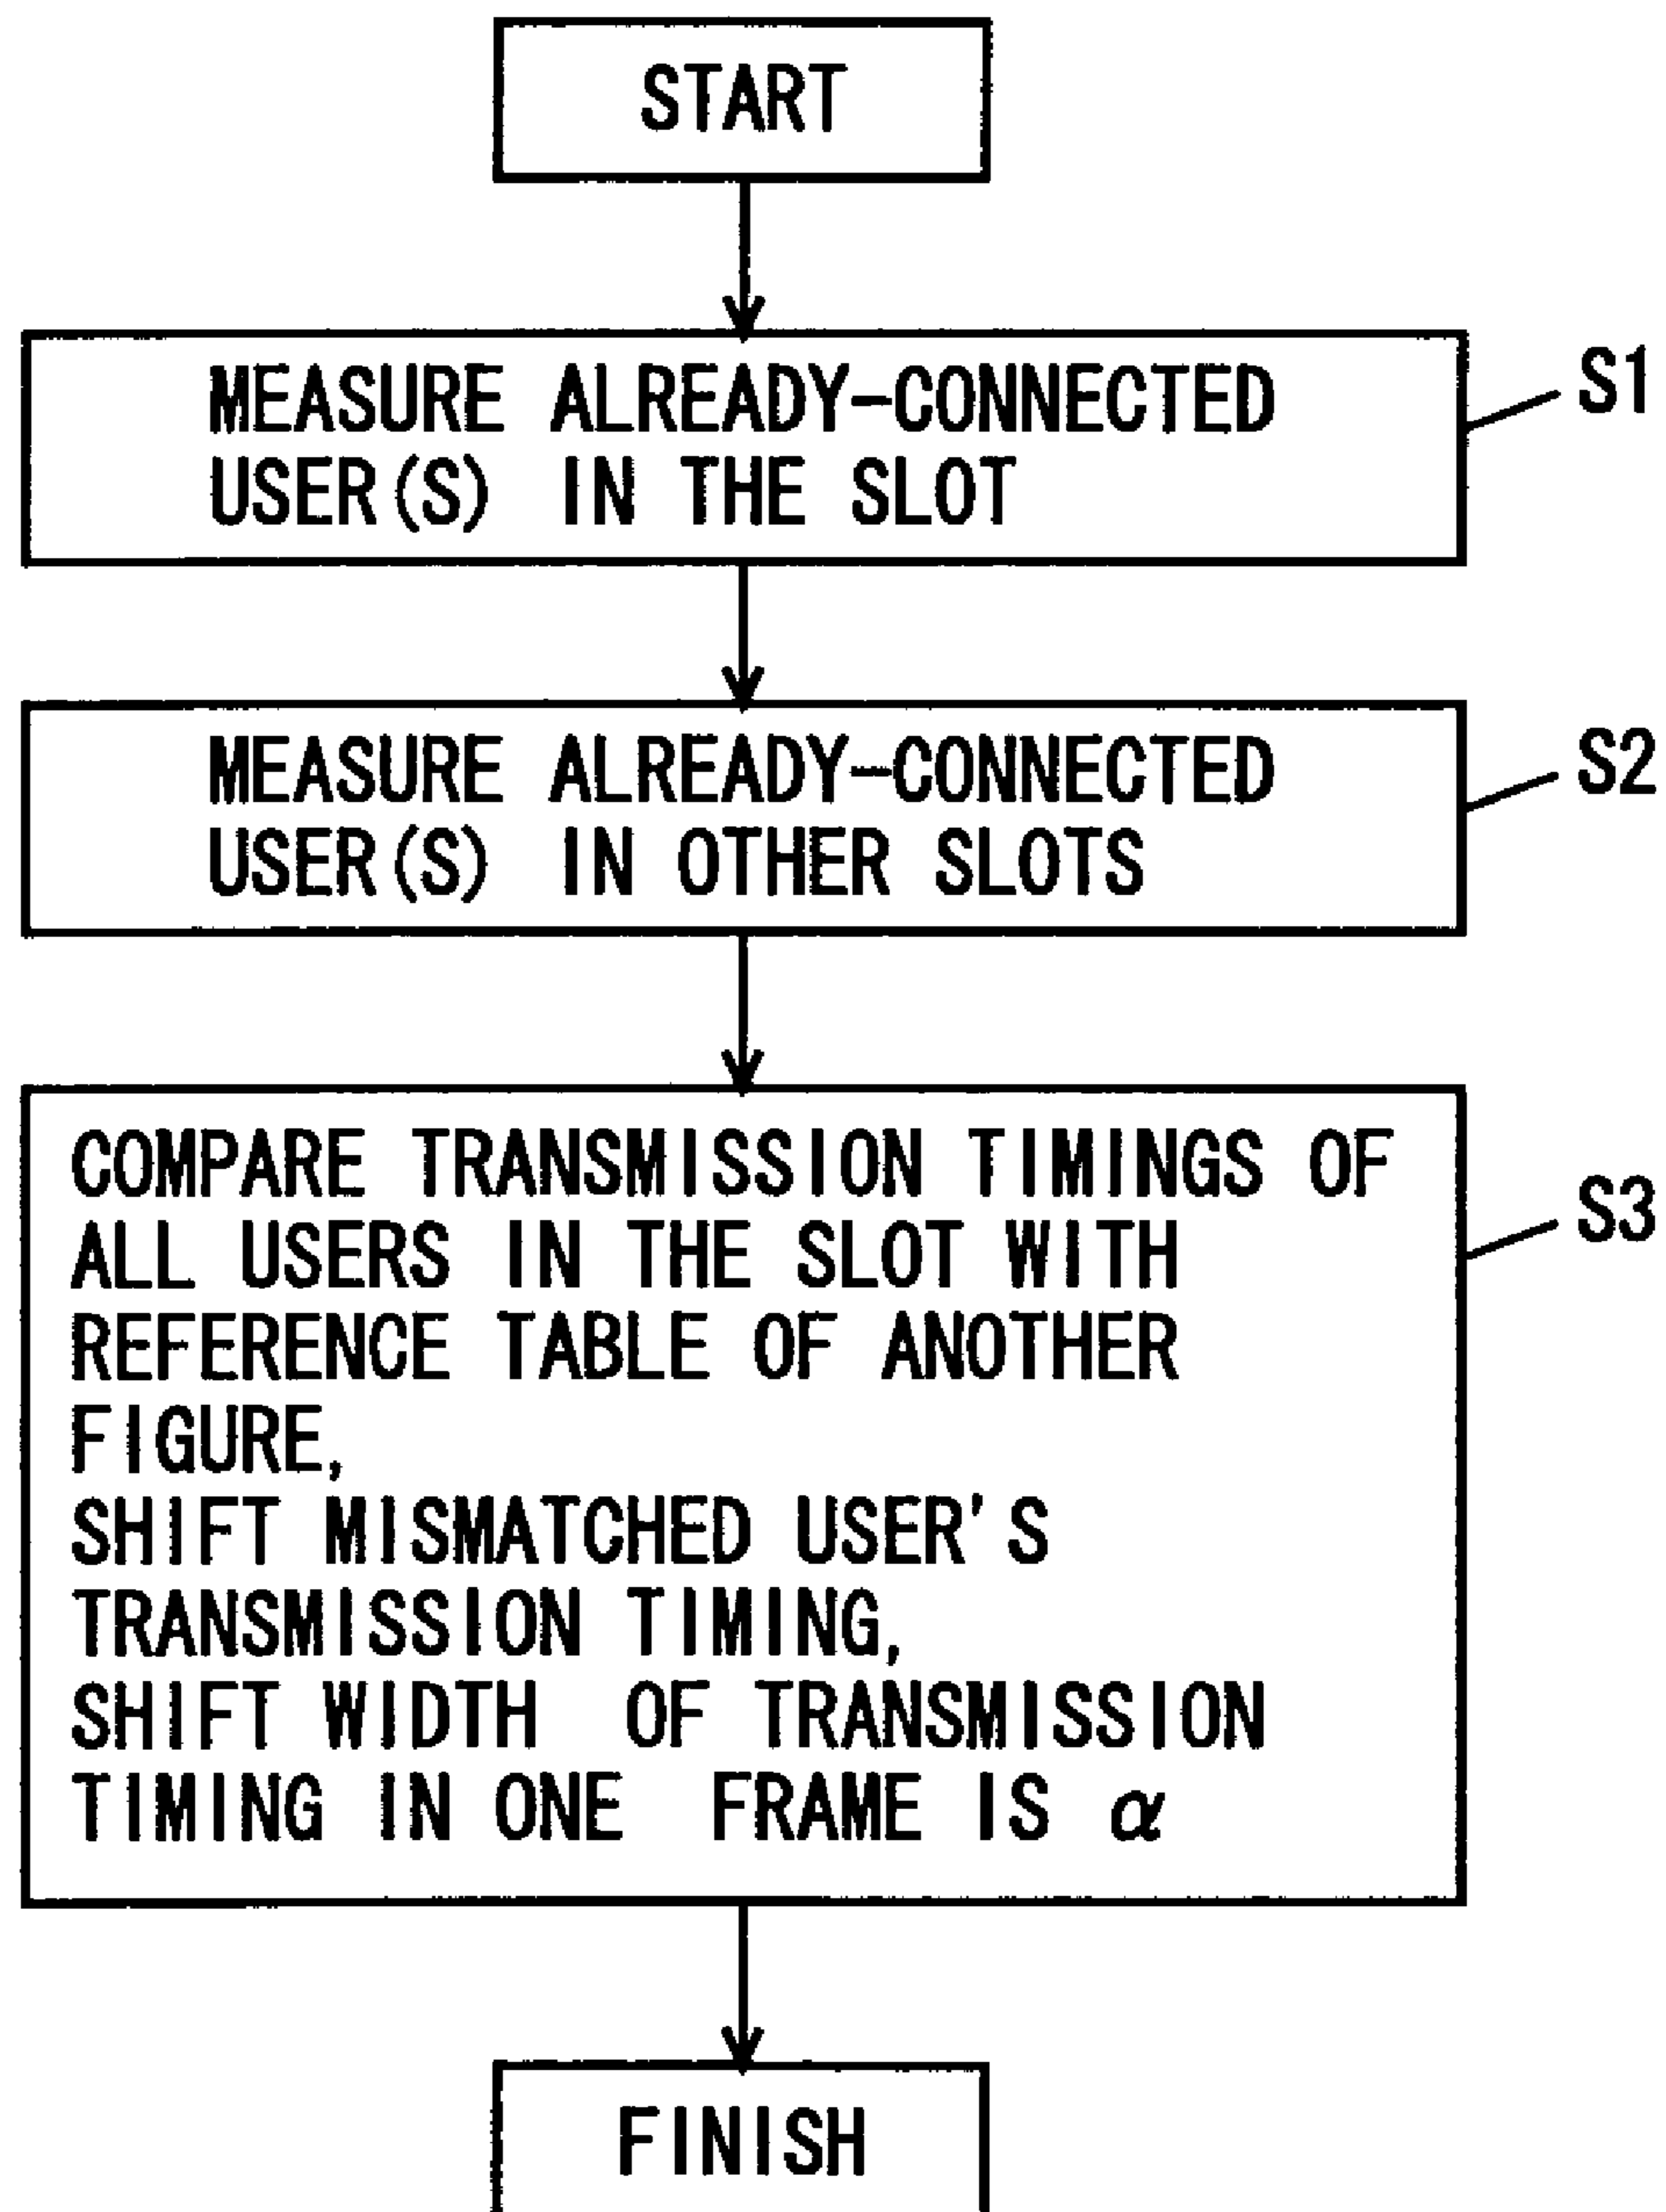 START
MEASURE ALREADY-CONNECTED
USER(S) IN THE SLOT
S1
MEASURE ALREADY-CONNECTED
USER(S) IN OTHER SLOTS
S2
COMPARE TRANSMISSION TIMINGS OF
ALL USERS IN THE SLOT WITH
REFERENCE TABLE OF ANOTHER
FIGURE,
SHIFT MISMATCHED USER'S
TRANSMISSION TIMING,
SHIFT WIDTH OF TRANSMISSION
TIMING IN ONE FRAME IS α
S3
FINISH